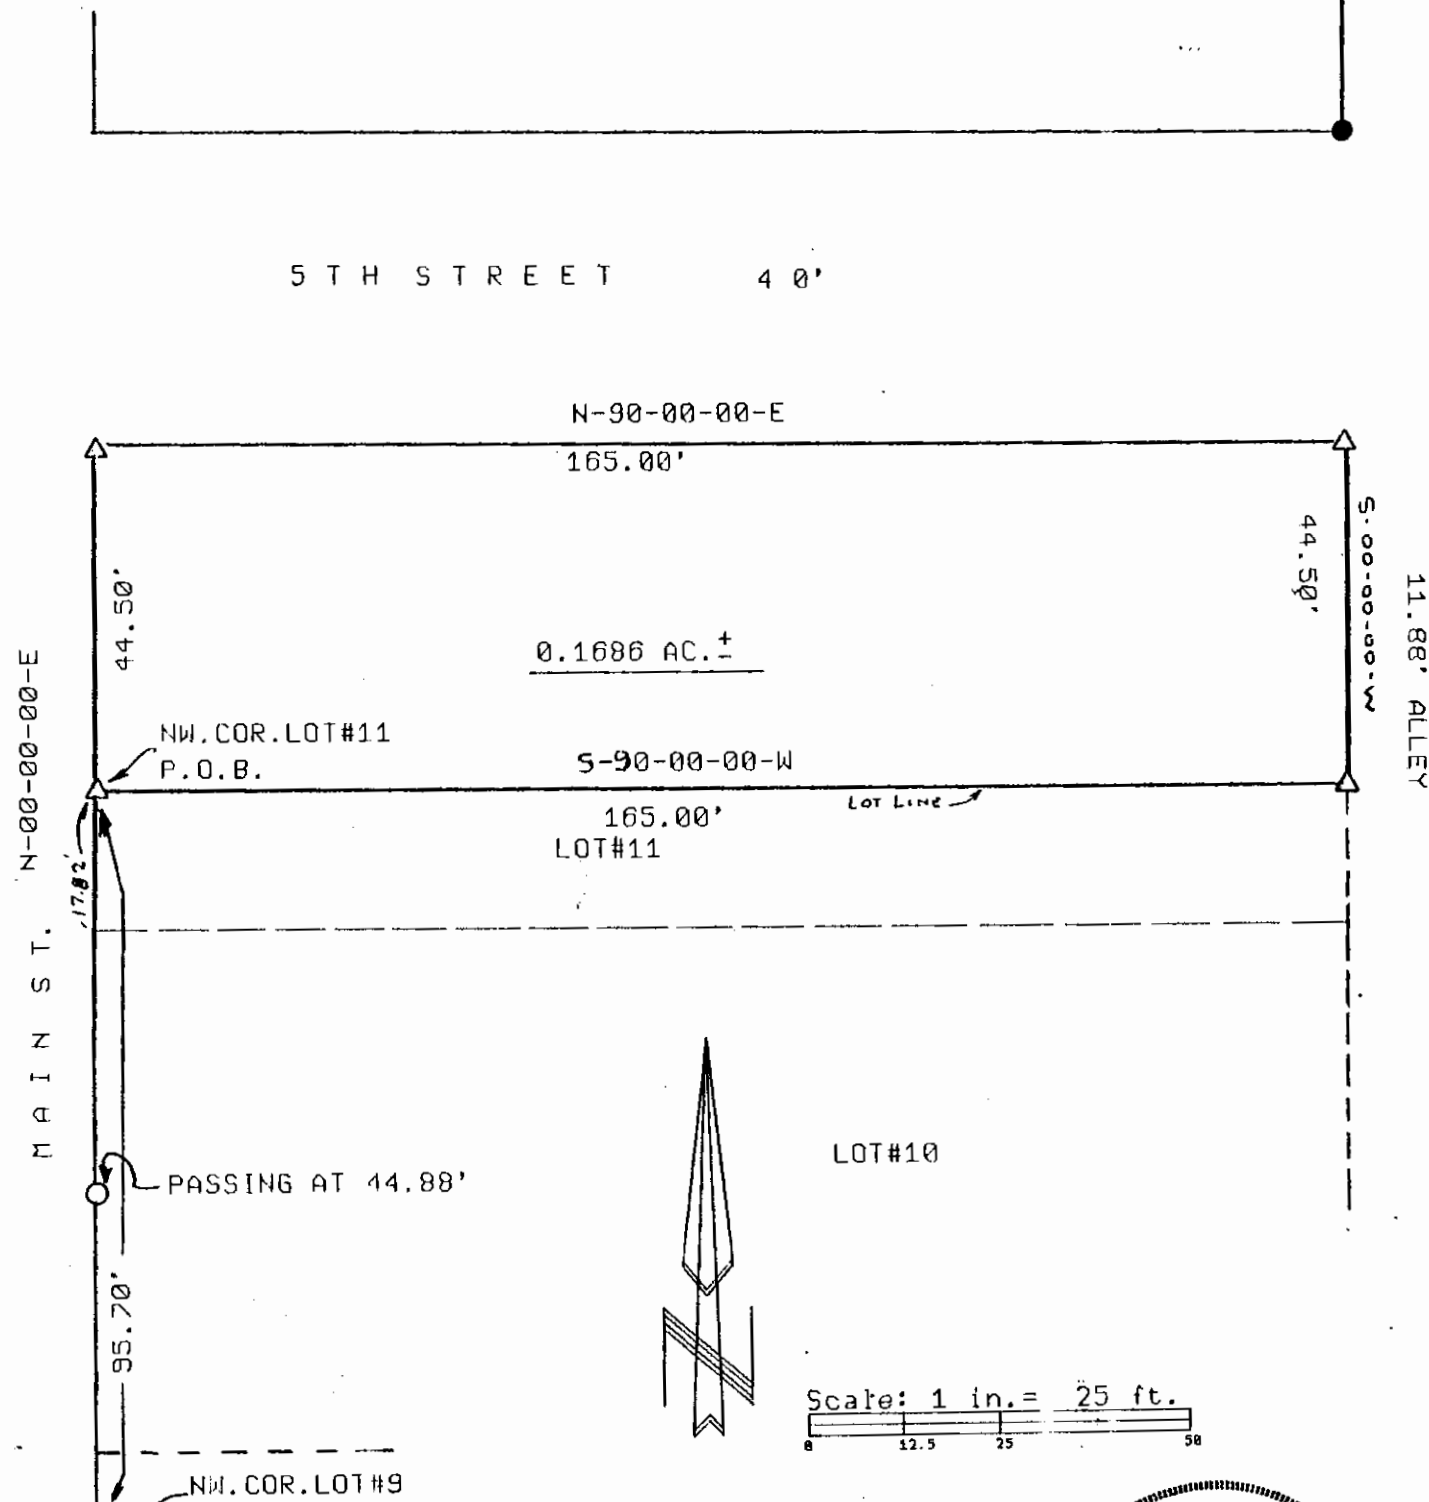 5TH STREET 40'
N-90-00-00-E
165.00'
44.50'
44.50'
S-00-00-00-W
11.88' ALLEY
0.1686 AC.±
N-00-00-00-E
NW.COR.LOT#11
P.O.B.
S-90-00-00-W
LOT LINE
165.00'
LOT#11
17.82'
MAIN ST.
LOT#10
PASSING AT 44.88'
95.70'
Scale: 1 in.= 25 ft.
0 12.5 25 50
NW.COR.LOT#9
N